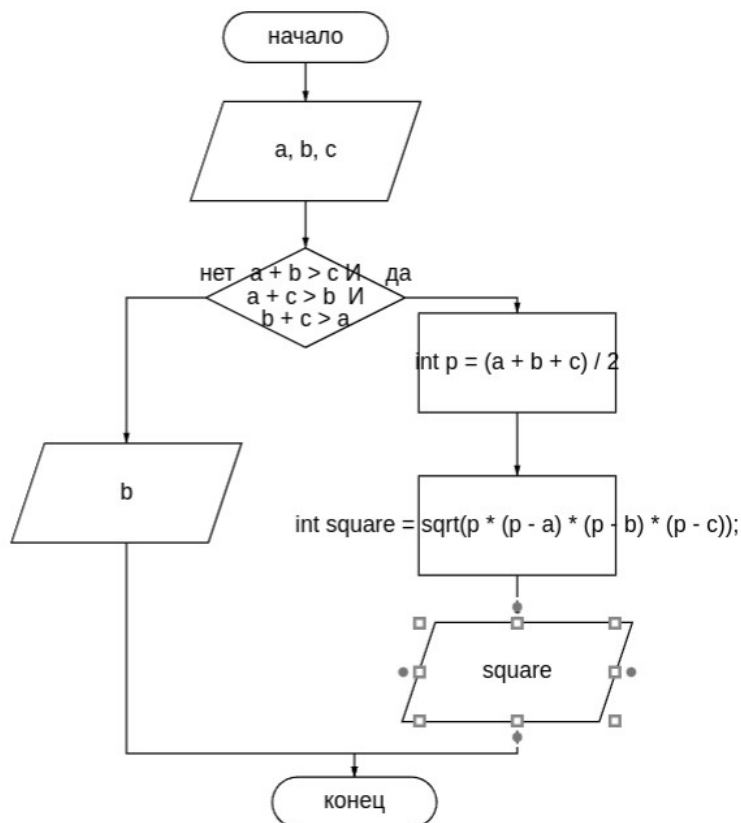 начало
a, b, c
нет
a + b > c И
a + c > b И
b + c > a
да
int p = (a + b + c) / 2
b
int square = sqrt(p * (p - a) * (p - b) * (p - c));
square
конец